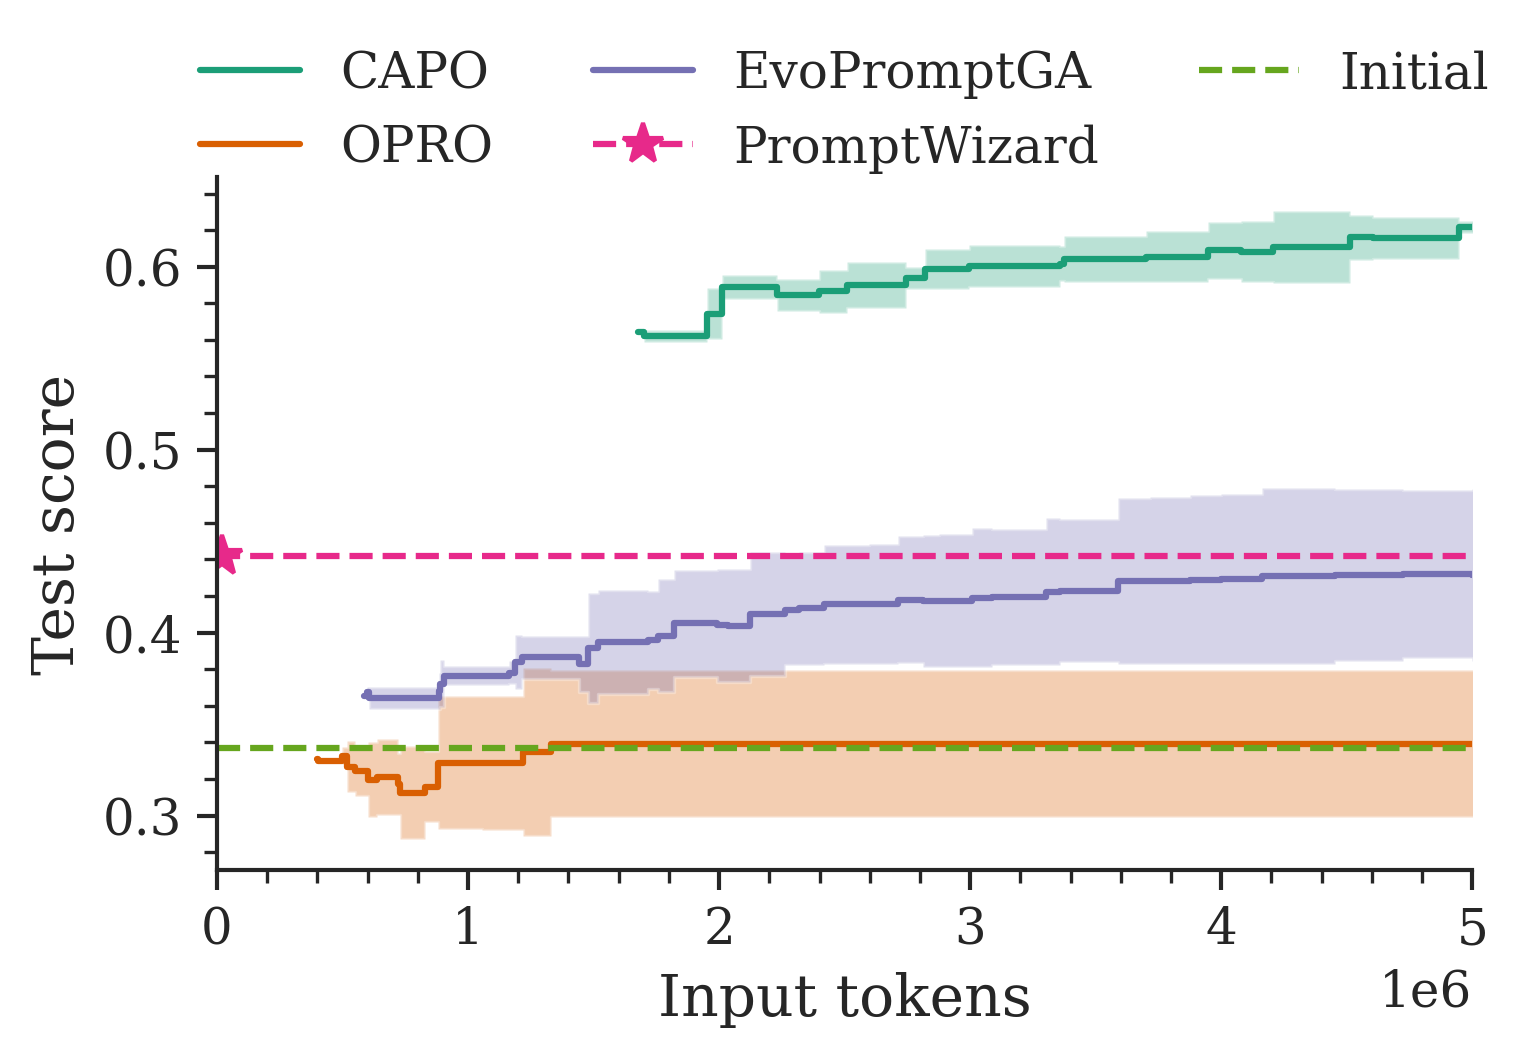 CAPO EvoPromptGA Initial
OPRO PromptWizard
0.6
0.5
0.4
0.3
Test score
0 1 2 3 4 5
1e6
Input tokens